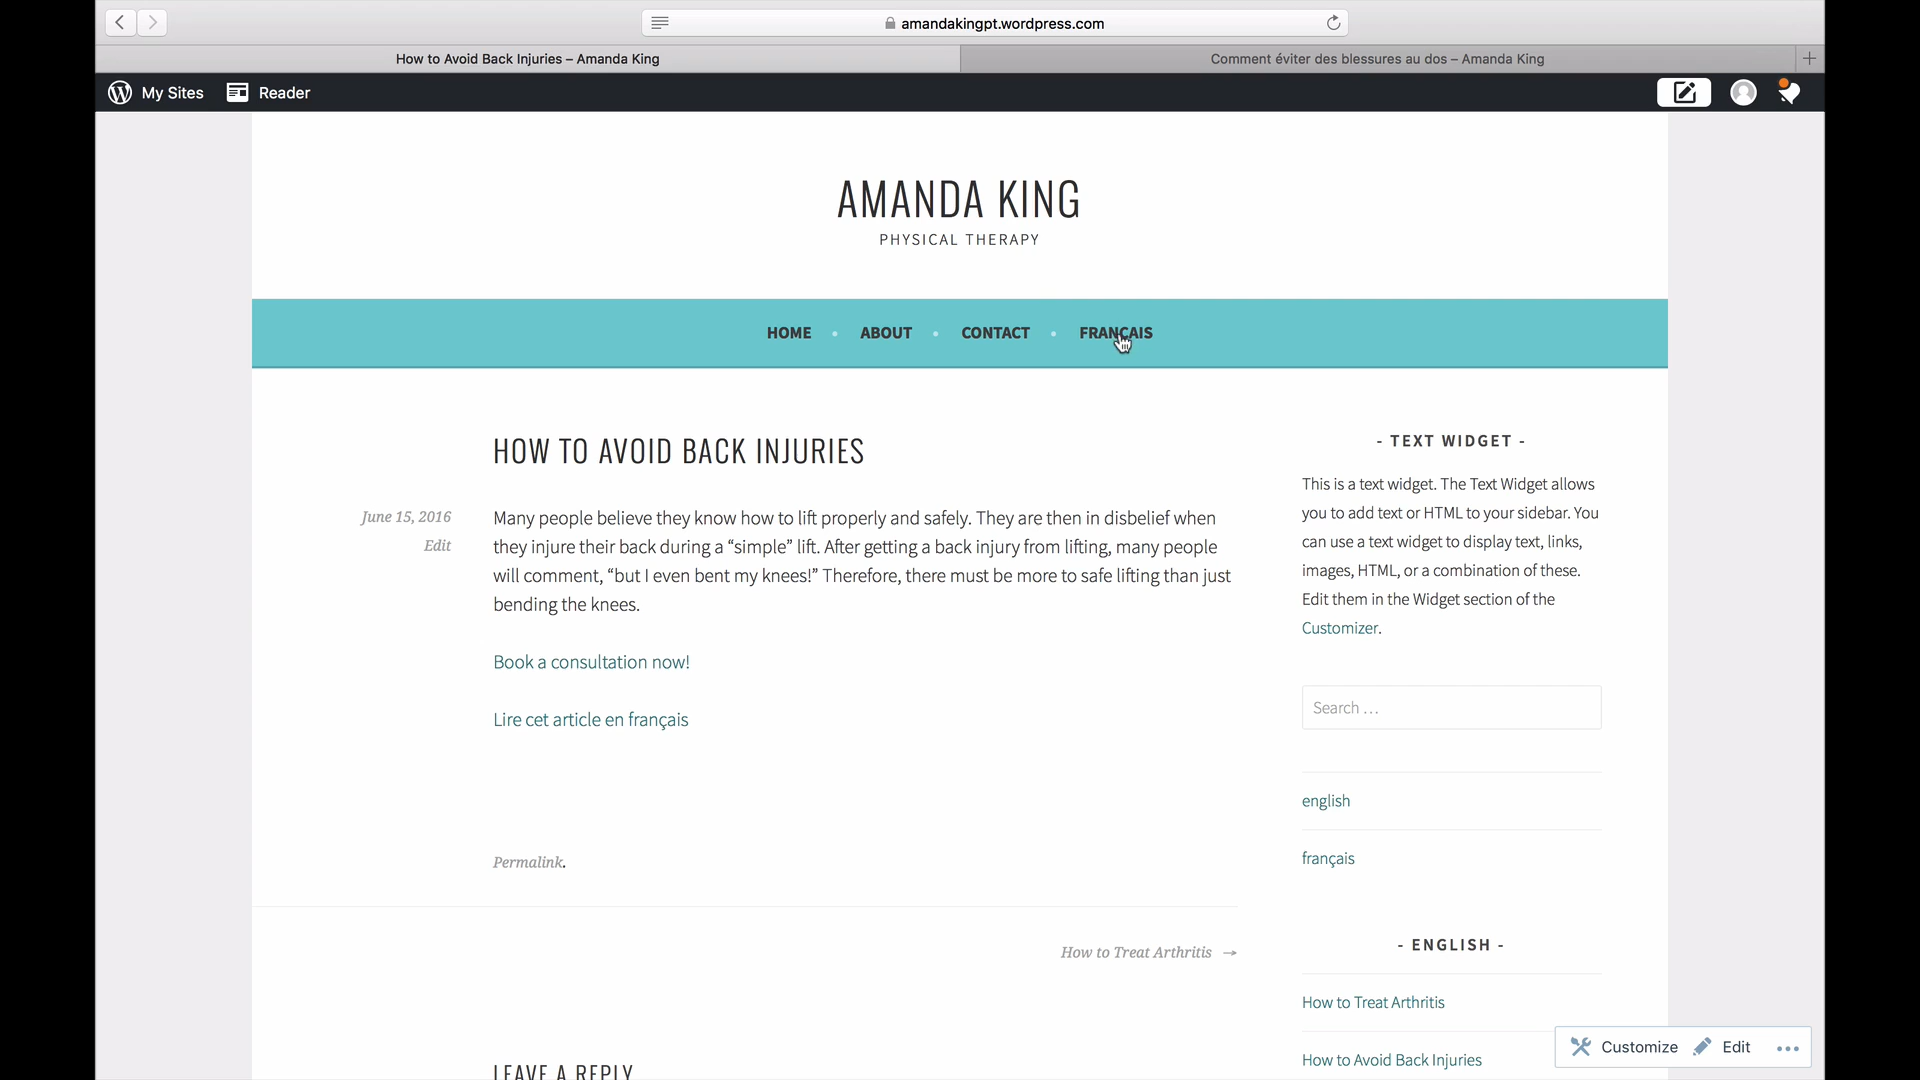 amandakingpt.wordpress.com
How to Avoid Back Injuries – Amanda King
Comment éviter des blessures au dos – Amanda King
My Sites
Reader
AMANDA KING
PHYSICAL THERAPY
HOME
ABOUT
CONTACT
FRANÇAIS
HOW TO AVOID BACK INJURIES
June 15, 2016
Edit
Many people believe they know how to lift properly and safely. They are then in disbelief when
they injure their back during a “simple” lift. After getting a back injury from lifting, many people
will comment, “but I even bent my knees!” Therefore, there must be more to safe lifting than just
bending the knees.
Book a consultation now!
Lire cet article en français
Permalink.
How to Treat Arthritis →
LEAVE A REPLY
- TEXT WIDGET -
This is a text widget. The Text Widget allows
you to add text or HTML to your sidebar. You
can use a text widget to display text, links,
images, HTML, or a combination of these.
Edit them in the Widget section of the
Customizer.
Search …
english
français
- ENGLISH -
How to Treat Arthritis
How to Avoid Back Injuries
Customize
Edit